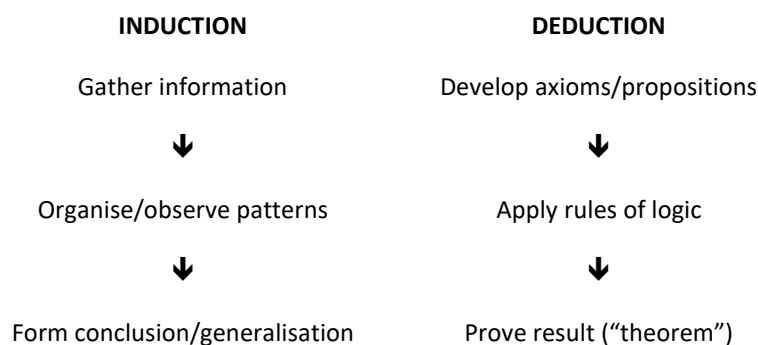 INDUCTION DEDUCTION
Gather information Develop axioms/propositions
Organise/observe patterns Apply rules of logic
Form conclusion/generalisation Prove result (“theorem”)